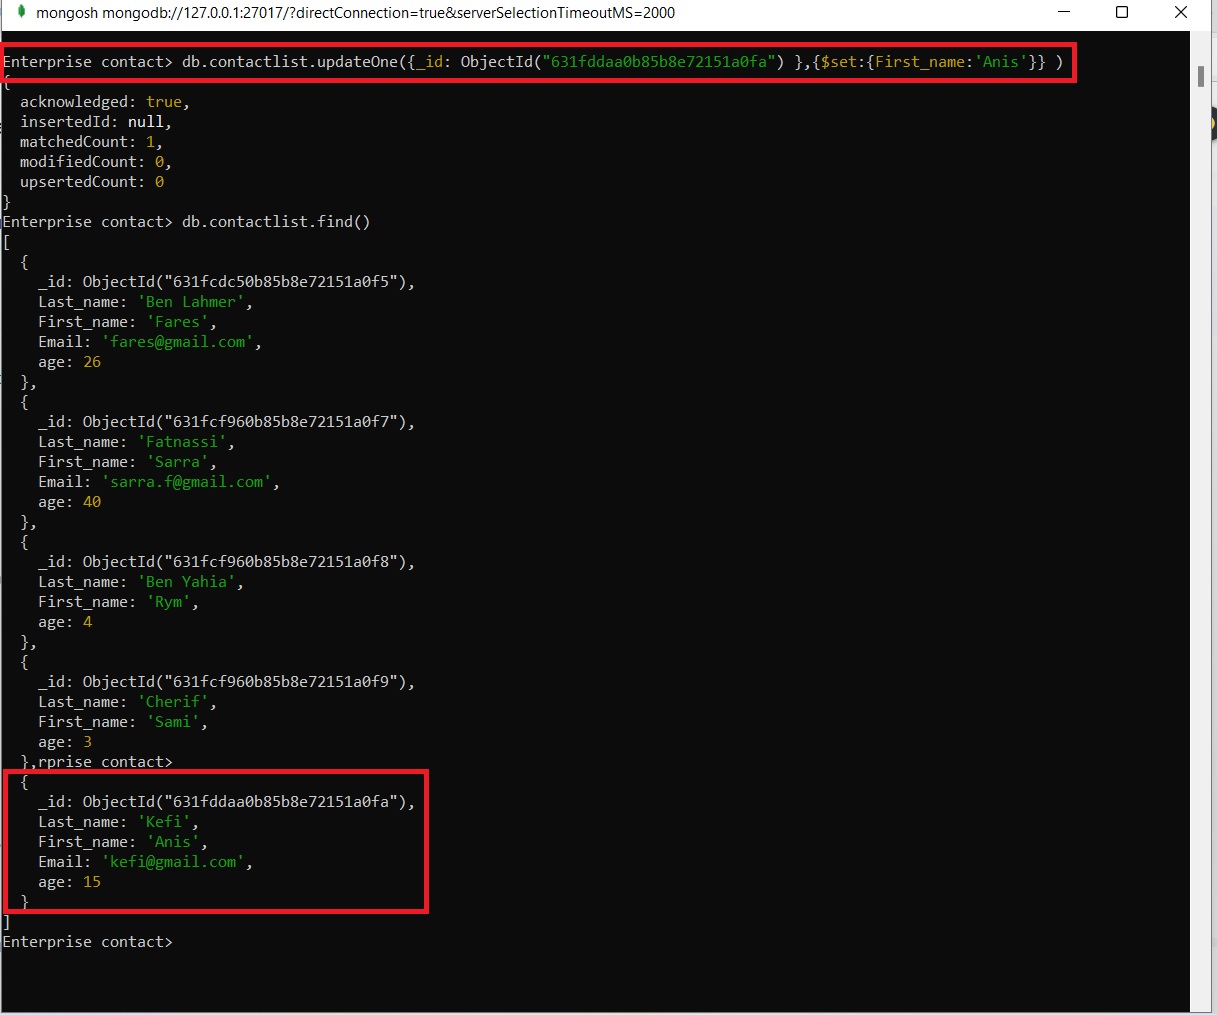 mongosh mongodb://127.0.0.1:27017/?directConnection=true&serverSelectionTimeoutMS=2000
Enterprise contact> db.contactlist.updateOne({_id: ObjectId("631fddaa0b85b8e72151a0fa") },{$set:{First_name:'Anis'}} )
{
  acknowledged: true,
  insertedId: null,
  matchedCount: 1,
  modifiedCount: 0,
  upsertedCount: 0
}
Enterprise contact> db.contactlist.find()
[
  {
    _id: ObjectId("631fcdc50b85b8e72151a0f5"),
    Last_name: 'Ben Lahmer',
    First_name: 'Fares',
    Email: 'fares@gmail.com',
    age: 26
  },
  {
    _id: ObjectId("631fcf960b85b8e72151a0f7"),
    Last_name: 'Fatnassi',
    First_name: 'Sarra',
    Email: 'sarra.f@gmail.com',
    age: 40
  },
  {
    _id: ObjectId("631fcf960b85b8e72151a0f8"),
    Last_name: 'Ben Yahia',
    First_name: 'Rym',
    age: 4
  },
  {
    _id: ObjectId("631fcf960b85b8e72151a0f9"),
    Last_name: 'Cherif',
    First_name: 'Sami',
    age: 3
  },rprise contact>
  {
    _id: ObjectId("631fddaa0b85b8e72151a0fa"),
    Last_name: 'Kefi',
    First_name: 'Anis',
    Email: 'kefi@gmail.com',
    age: 15
  }
]
Enterprise contact>